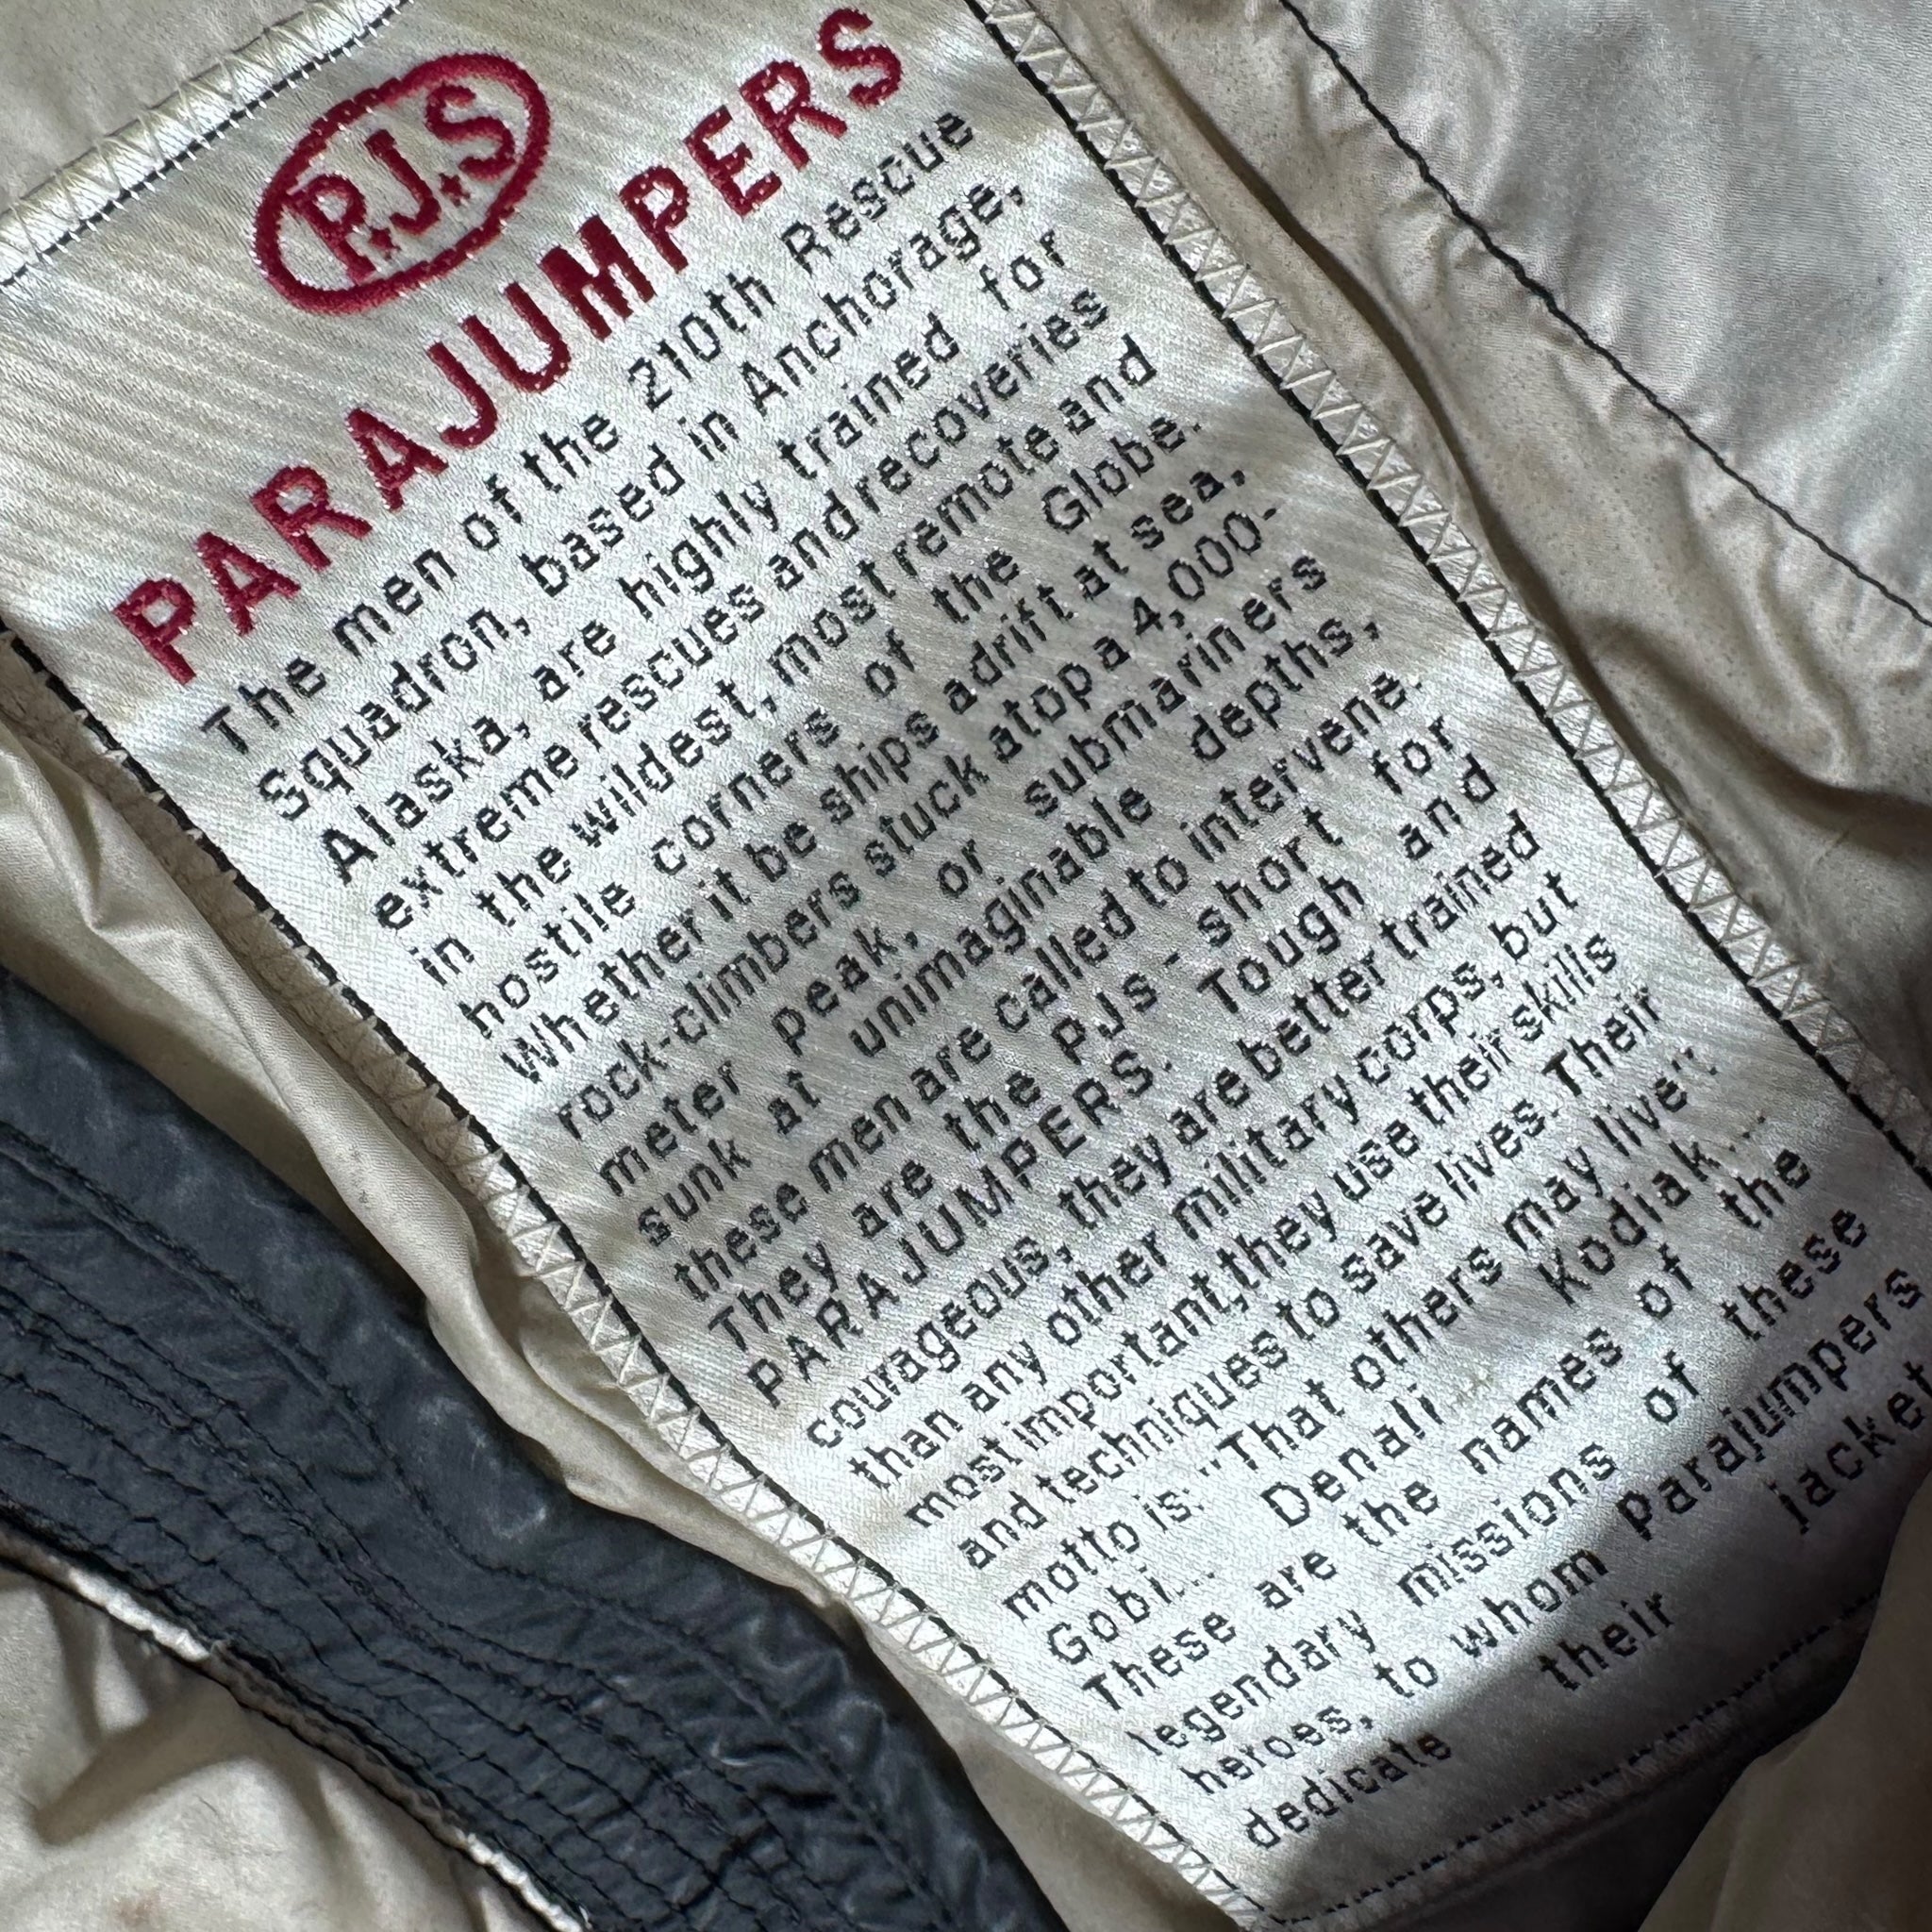 P.J.S
PARAJUMPERS
The men of the 210th Rescue
Squadron, based in Anchorage,
Alaska, are highly trained for
extreme rescues and recoveries
in the wildest, most remote and
hostile corners of the Globe.
Whether it be ships adrift at sea,
rock-climbers stuck atop a 4,000-
meter peak, or submariners
sunk at unimaginable depths,
these men are called to intervene.
They are the PJs - short for
PARAJUMPERS. Tough and
courageous, they are better trained
than any other military corps, but
most important, they use their skills
and techniques to save lives. Their
motto is: "That others may live".
Gobi... Denali... Kodiak...
These are the names of the
legendary missions of these
heroes, to whom parajumpers
dedicate their jacket